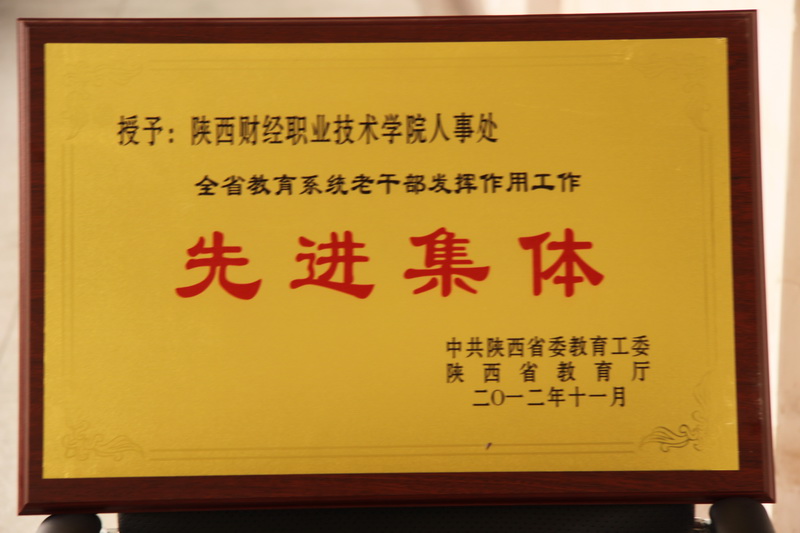 授予：陕西财经职业技术学院人事处
全省教育系统老干部发挥作用工作
先进集体
中共陕西省委教育工委
陕西省教育厅
二〇一二年十一月